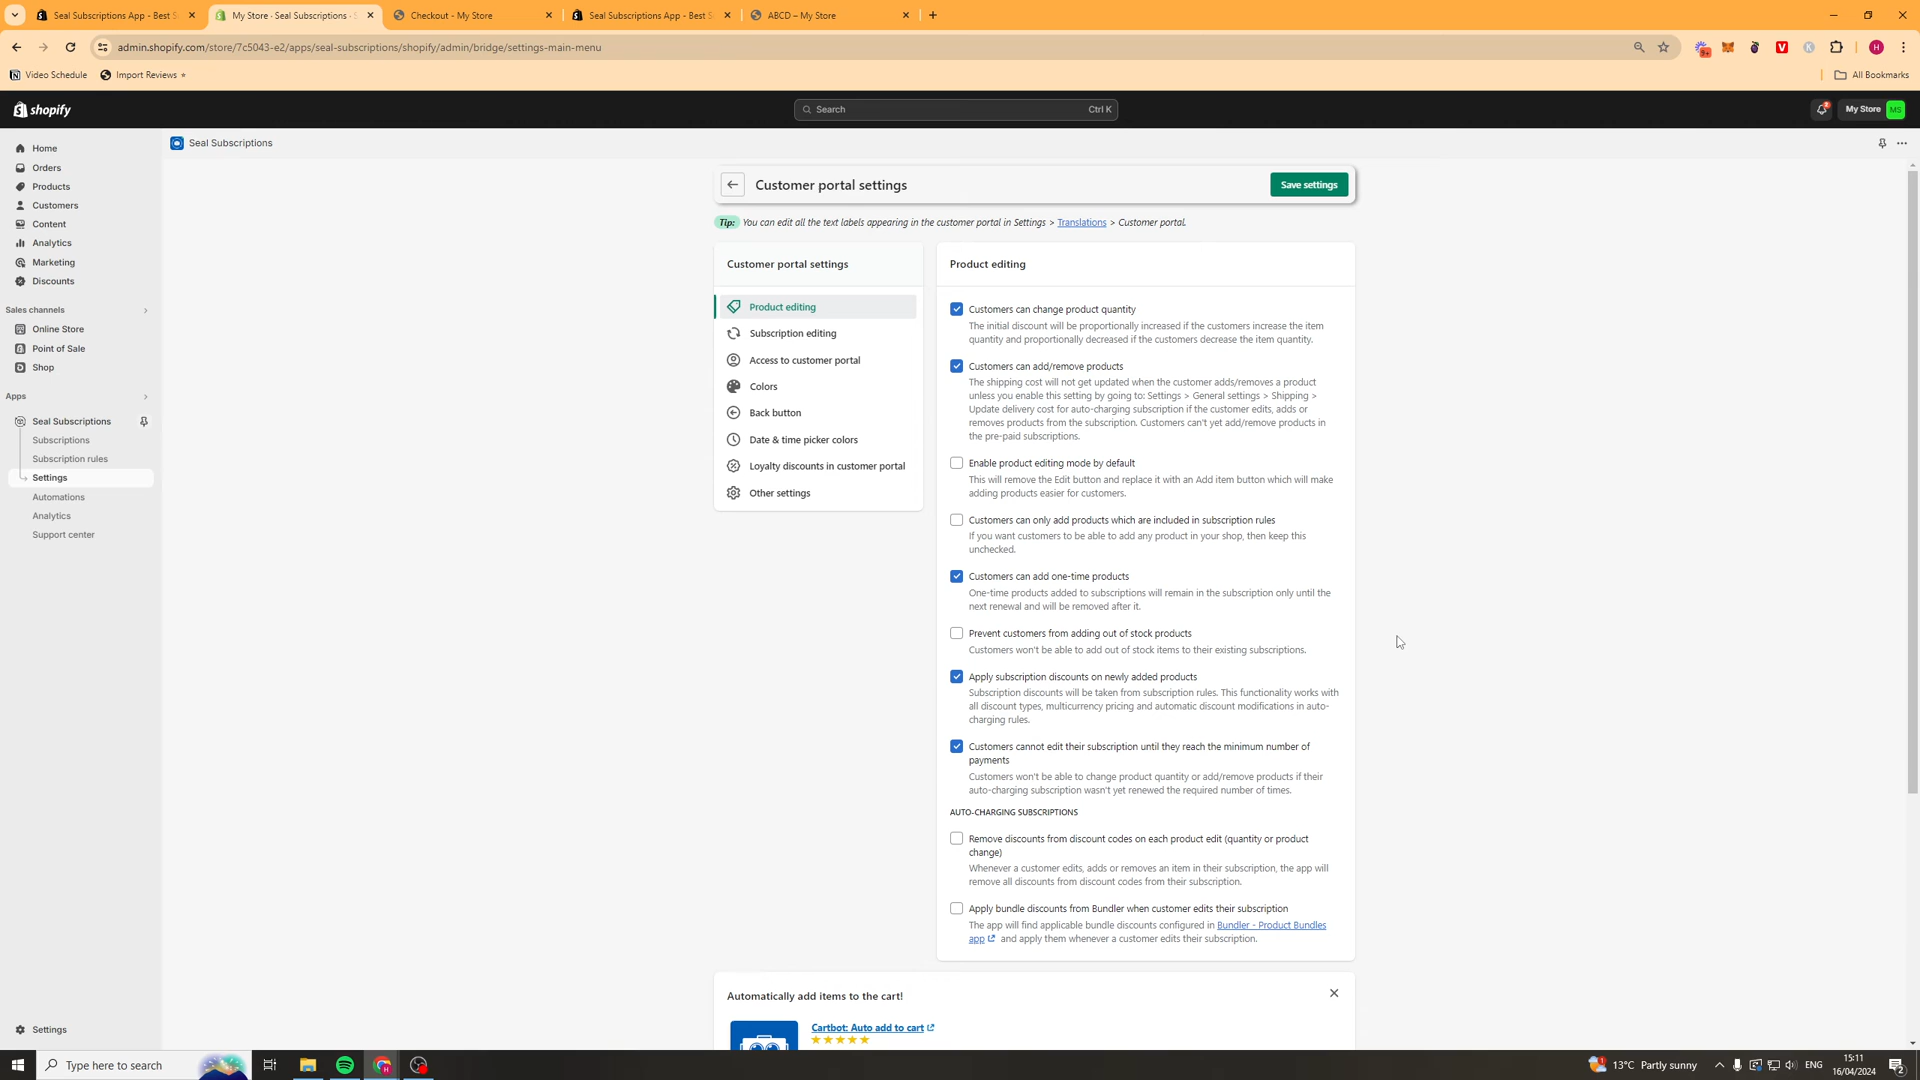 Seal Subscriptions App - Best S
My Store · Seal Subscriptions · S
Checkout - My Store
Seal Subscriptions App - Best S
ABCD – My Store
admin.shopify.com/store/7c5043-e2/apps/seal-subscriptions/shopify/admin/bridge/settings-main-menu
9+
H
Video Schedule
Import Reviews
All Bookmarks
shopify
Search
Ctrl K
My Store
MS
Seal Subscriptions
Home
Orders
Products
Customers
Content
Analytics
Marketing
Discounts
Sales channels
Online Store
Point of Sale
Shop
Apps
Seal Subscriptions
Subscriptions
Subscription rules
Settings
Automations
Analytics
Support center
Settings
Customer portal settings
Save settings
Tip: You can edit all the text labels appearing in the customer portal in Settings > Translations > Customer portal.
Customer portal settings
Product editing
Subscription editing
Access to customer portal
Colors
Back button
Date & time picker colors
Loyalty discounts in customer portal
Other settings
Product editing
Customers can change product quantity
The initial discount will be proportionally increased if the customers increase the item
quantity and proportionally decreased if the customers decrease the item quantity.
Customers can add/remove products
The shipping cost will not get updated when the customer adds/removes a product
unless you enable this setting by going to: Settings > General settings > Shipping >
Update delivery cost for auto-charging subscription if the customer edits, adds or
removes products from the subscription. Customers can't yet add/remove products in
the pre-paid subscriptions.
Enable product editing mode by default
This will remove the Edit button and replace it with an Add item button which will make
adding products easier for customers.
Customers can only add products which are included in subscription rules
If you want customers to be able to add any product in your shop, then keep this
unchecked.
Customers can add one-time products
One-time products added to subscriptions will remain in the subscription only until the
next renewal and will be removed after it.
Prevent customers from adding out of stock products
Customers won't be able to add out of stock items to their existing subscriptions.
Apply subscription discounts on newly added products
Subscription discounts will be taken from subscription rules. This functionality works with
all discount types, multicurrency pricing and automatic discount modifications in auto-
charging rules.
Customers cannot edit their subscription until they reach the minimum number of
payments
Customers won't be able to change product quantity or add/remove products if their
auto-charging subscription wasn't yet renewed the required number of times.
AUTO-CHARGING SUBSCRIPTIONS
Remove discounts from discount codes on each product edit (quantity or product
change)
Whenever a customer edits, adds or removes an item in their subscription, the app will
remove all discounts from discount codes from their subscription.
Apply bundle discounts from Bundler when customer edits their subscription
The app will find applicable bundle discounts configured in Bundler - Product Bundles
app and apply them whenever a customer edits their subscription.
Automatically add items to the cart!
Cartbot: Auto add to cart
Type here to search
13°C Partly sunny
ENG
15:11
16/04/2024
2